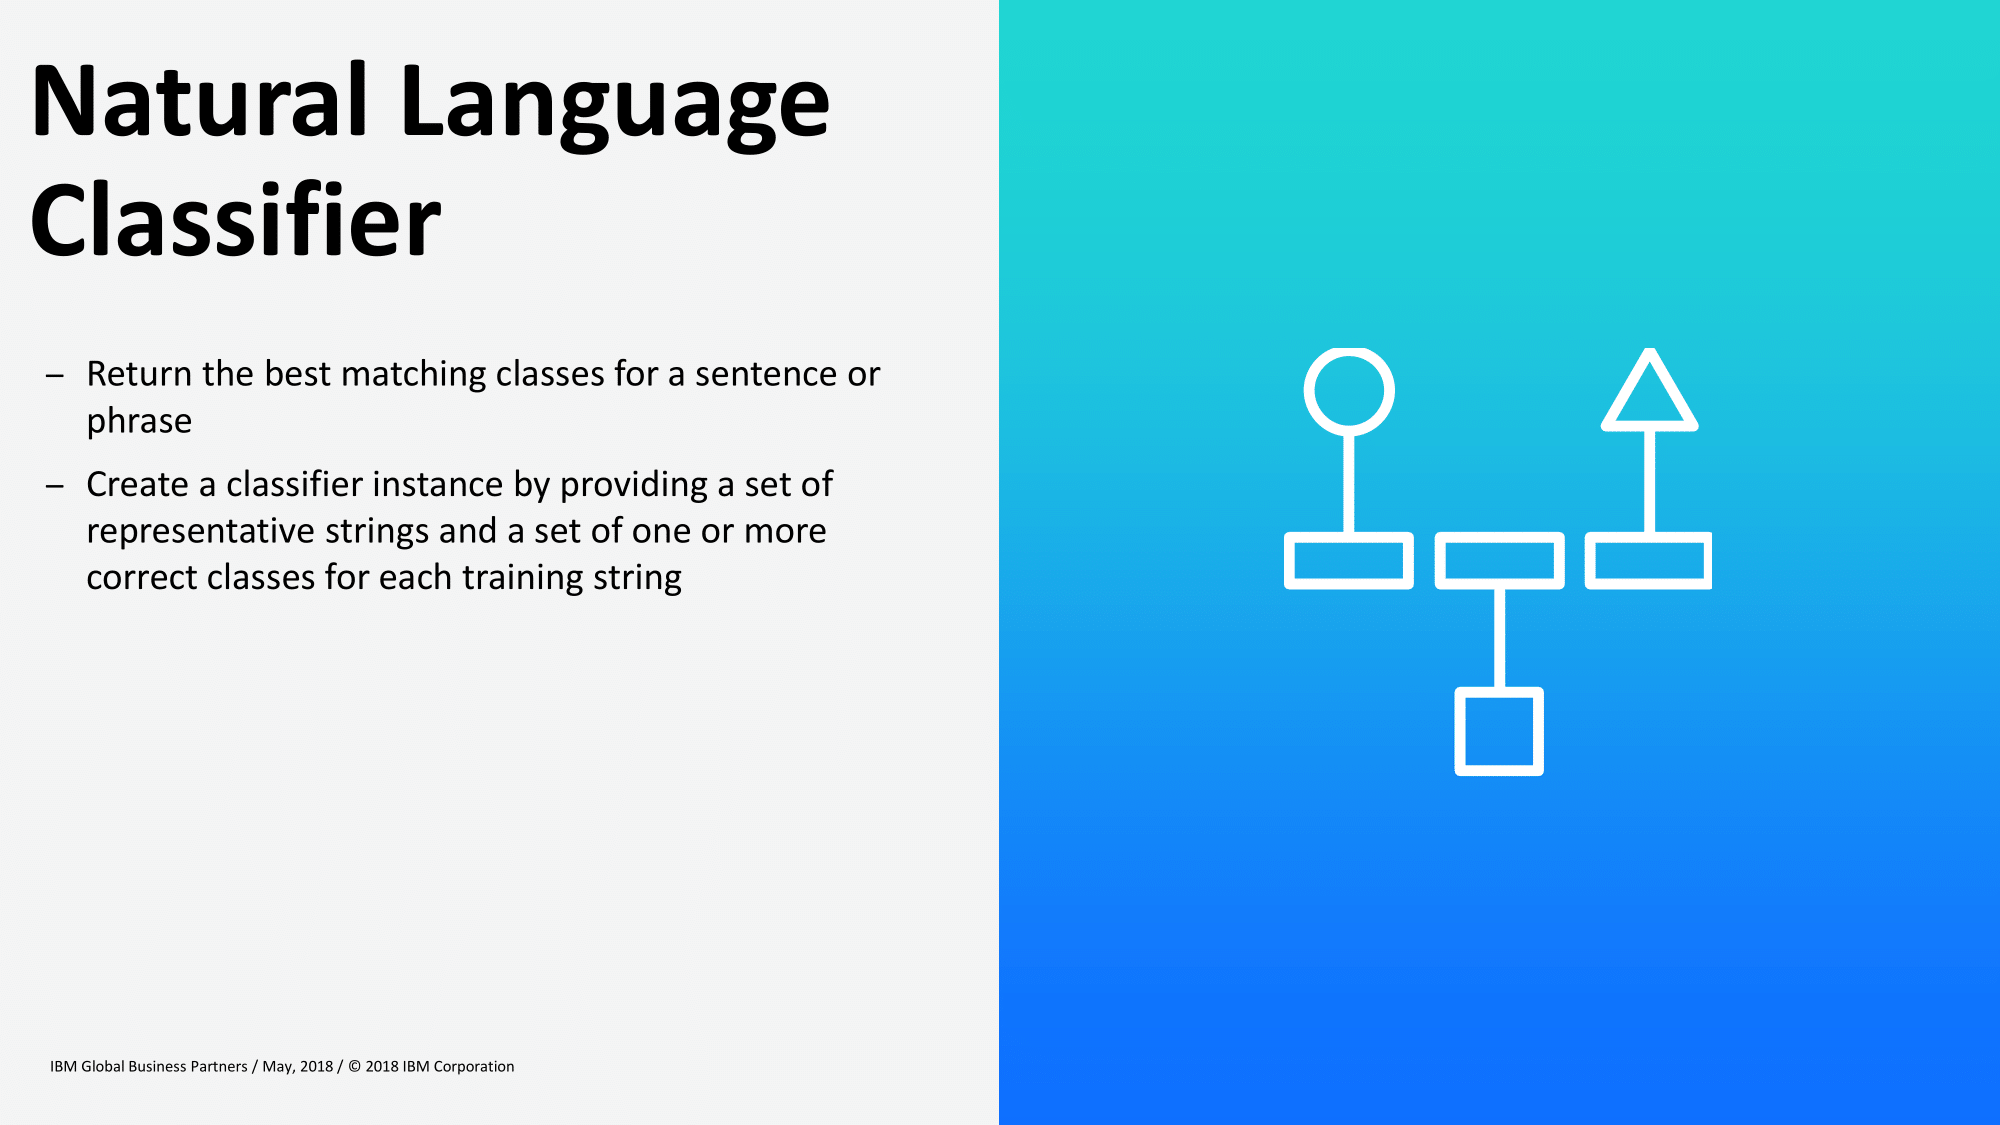 Natural Language
Classifier
– Return the best matching classes for a sentence or
phrase
– Create a classifier instance by providing a set of
representative strings and a set of one or more
correct classes for each training string
IBM Global Business Partners / May, 2018 / © 2018 IBM Corporation